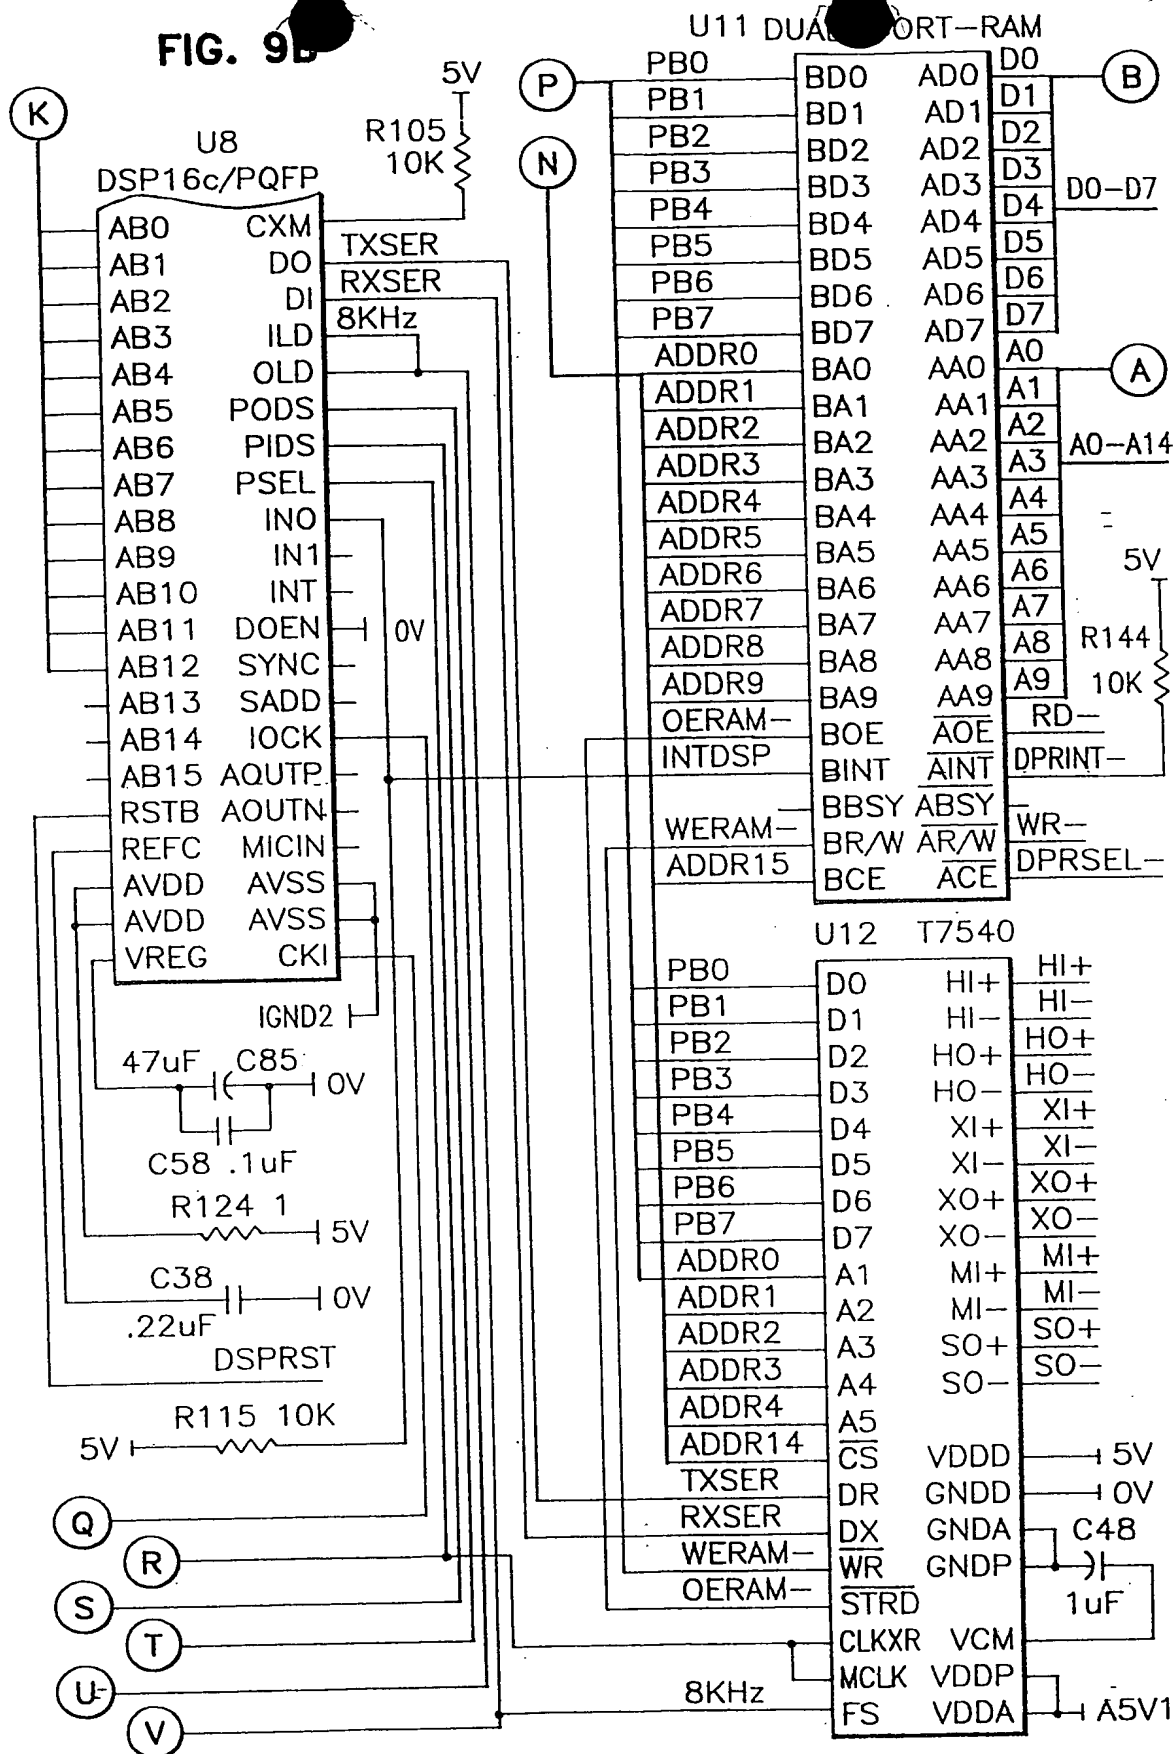 FIG. 9B
K
U8
DSP16c/PQFP
5V
R105
10K
AB0 CXM
AB1 DO TXSER
AB2 DI RXSER
AB3 ILD 8KHz
AB4 OLD
AB5 PODS
AB6 PIDS
AB7 PSEL
AB8 INO
AB9 IN1
AB10 INT
AB11 DOEN 0V
AB12 SYNC
AB13 SADD
AB14 IOCK
AB15 AQUTP
RSTB AOUTN
REFC MICIN
AVDD AVSS
AVDD AVSS
VREG CKI
IGND2
47uF C85 0V
C58 .1uF
R124 1
5V
C38
0V
.22uF
DSPRST
R115 10K
5V
Q
R
S
T
U
V
U11 DUAL PORT-RAM
P
N
PB0 BD0 AD0 D0 B
PB1 BD1 AD1 D1
PB2 BD2 AD2 D2
PB3 BD3 AD3 D3
PB4 BD4 AD4 D4 D0-D7
PB5 BD5 AD5 D5
PB6 BD6 AD6 D6
PB7 BD7 AD7 D7
ADDR0 BA0 AA0 A0 A
ADDR1 BA1 AA1 A1
ADDR2 BA2 AA2 A2
ADDR3 BA3 AA3 A3 A0-A14
ADDR4 BA4 AA4 A4
ADDR5 BA5 AA5 A5
ADDR6 BA6 AA6 A6
ADDR7 BA7 AA7 A7
ADDR8 BA8 AA8 A8
ADDR9 BA9 AA9 A9
5V
R144
10K
OERAM- BOE AOE RD-
INTDSP BINT AINT DPRINT-
BBSY ABSY
WERAM- BR/W AR/W WR-
ADDR15 BCE ACE DPRSEL-
U12 T7540
PB0 D0 HI+ HI+
PB1 D1 HI- HI-
PB2 D2 HO+ HO+
PB3 D3 HO- HO-
PB4 D4 XI+ XI+
PB5 D5 XI- XI-
PB6 D6 XO+ XO+
PB7 D7 XO- XO-
ADDR0 A1 MI+ MI+
ADDR1 A2 MI- MI-
ADDR2 A3 SO+ SO+
ADDR3 A4 SO- SO-
ADDR4 A5
ADDR14 CS VDDD 5V
TXSER DR GNDD 0V
RXSER DX GNDA C48
WERAM- WR GNDP
1uF
OERAM- STRD
CLKXR VCM
MCLK VDDP
8KHz FS VDDA A5V1